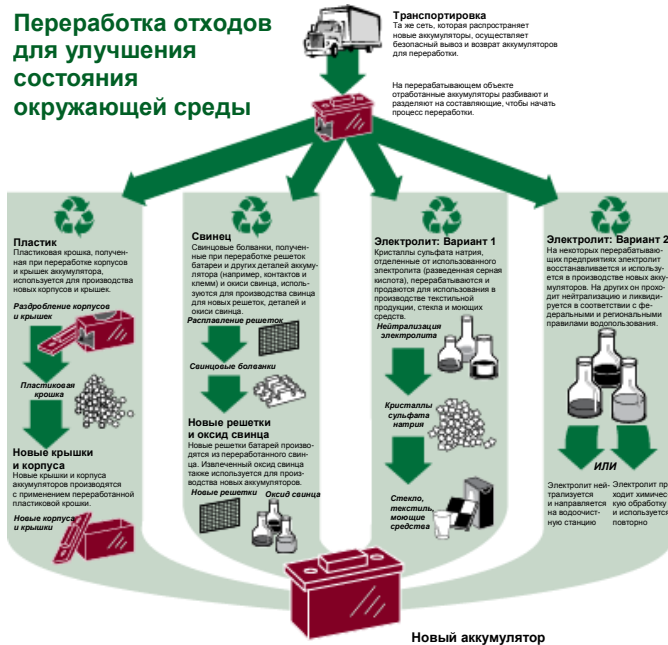 Переработка отходов
для улучшения
состояния
окружающей среды
Транспортировка
Та же сеть, которая распространяет
новые аккумуляторы, осуществляет
безопасный вывоз и возврат аккумуляторов
для переработки.
На перерабатывающем объекте
отработанные аккумуляторы разбивают и
разделяют на составляющие, чтобы начать
процесс переработки.
Пластик
Пластиковая крошка, получен-
ная при переработке корпусов
и крышек аккумулятора,
используется для производства
новых корпусов и крышек.
Раздробление корпусов
и крышек
Пластиковая
крошка
Новые крышки
и корпуса
Новые крышки и корпуса
аккумуляторов производятся
с применением переработанной
пластиковой крошки.
Новые корпуса
и крышки
Свинец
Свинцовые болванки, получен-
ные при переработке решеток
батареи и других деталей аккуму-
лятора (например, контактов и
клемм) и окиси свинца, исполь-
зуются для производства свинца
для новых решеток, деталей и
окиси свинца.
Расплавление решеток
Свинцовые болванки
Новые решетки
и оксид свинца
Новые решетки батарей произво-
дятся из переработанного свин-
ца. Извлеченный оксид свинца
также используется для произ-
водства новых аккумуляторов.
Новые решетки
Оксид свинца
Электролит: Вариант 1
Кристаллы сульфата натрия,
отделенные от использованного
электролита (разведенная серная
кислота), перерабатываются и
продаются для использования в
производстве текстильной
продукции, стекла и моющих
средств.
Нейтрализация
электролита
Кристаллы
сульфата
натрия
Стекло,
текстиль,
моющие
средства
Электролит: Вариант 2
На некоторых перерабатываю-
щих предприятиях электролит
восстанавливается и использу-
ется в производстве новых акку-
муляторов. На других он прохо-
дит нейтрализацию и ликвиди-
руется в соответствии с фе-
деральными и региональными
правилами водопользования.
ИЛИ
Электролит ней-
трализуется
и направляется
на водоочист-
ную станцию
Электролит пр
ходит химичес
кую обработку
и используется
повторно
Новый аккумулятор